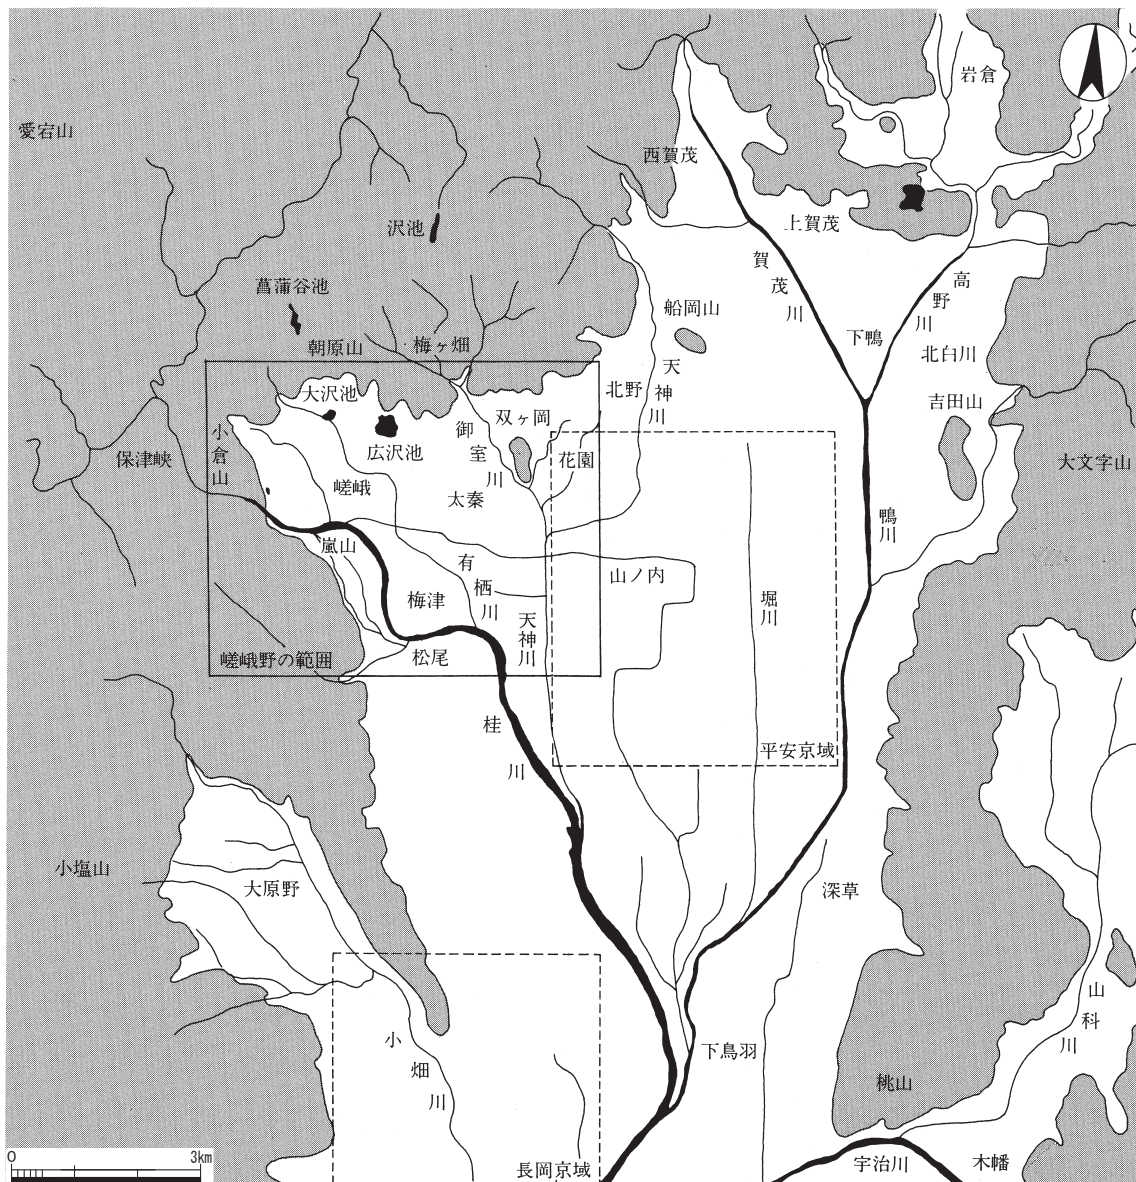 岩倉
愛宕山
西賀茂
沢池
上賀茂
菖蒲谷池
賀茂川
高野川
船岡山
朝原山
梅ヶ畑
下鴨
北白川
天神川
北野
大沢池
双ヶ岡
吉田山
小倉山
御室川
広沢池
花園
保津峡
大文字山
嵯峨
太秦
鴨川
嵐山
有栖川
山ノ内
梅津
堀川
天神川
松尾
嵯峨野の範囲
桂川
平安京域
小塩山
大原野
深草
山科川
小畑川
下鳥羽
桃山
0 3km
長岡京域
宇治川
木幡